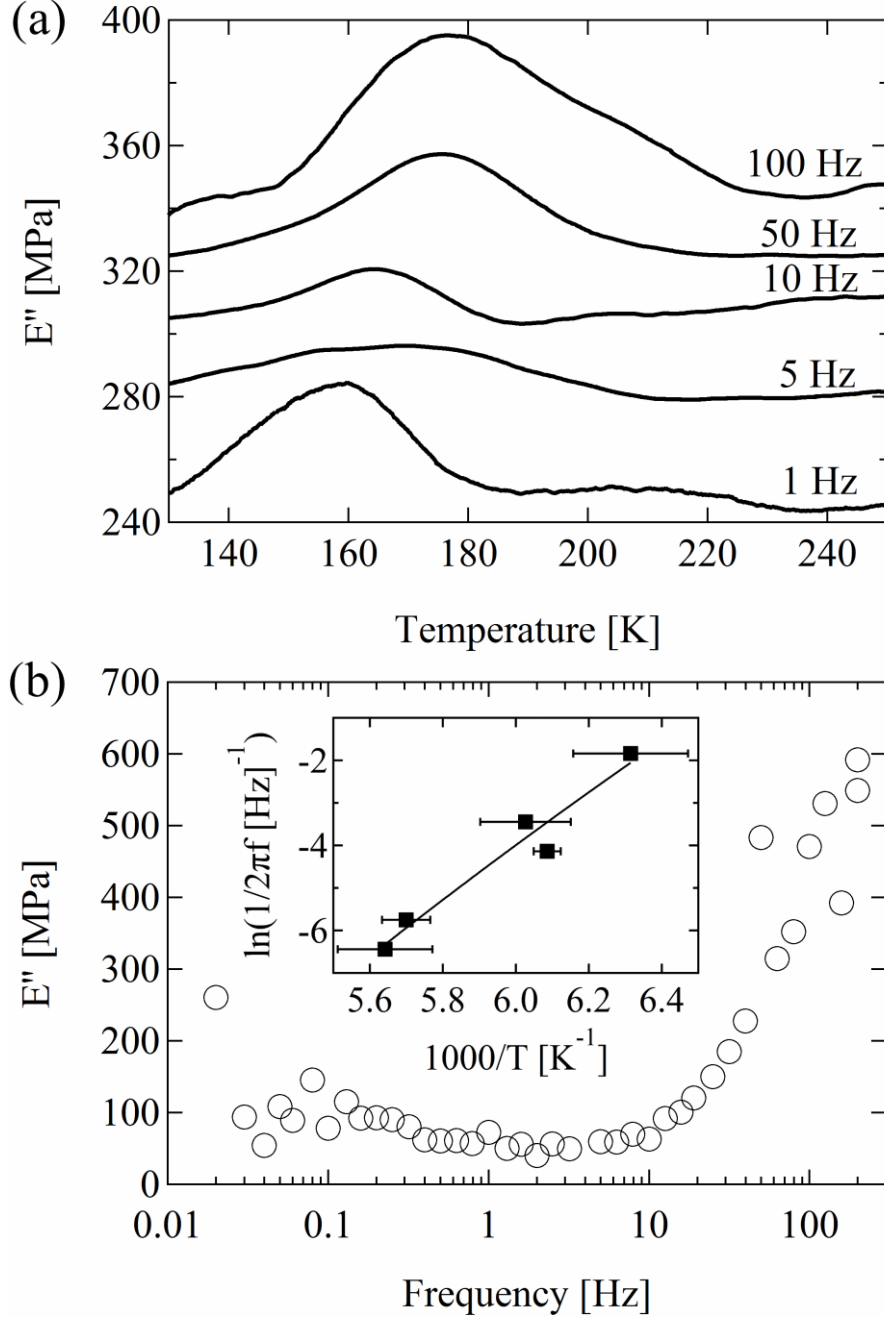 (a)
400
360
320
280
240
E" [MPa]
100 Hz
50 Hz
10 Hz
5 Hz
1 Hz
140 160 180 200 220 240
Temperature [K]
(b)
700
600
500
400
300
200
100
0
E" [MPa]
ln(1/2πf [Hz]⁻¹)
-2
-4
-6
5.6 5.8 6.0 6.2 6.4
1000/T [K⁻¹]
0.01 0.1 1 10 100
Frequency [Hz]